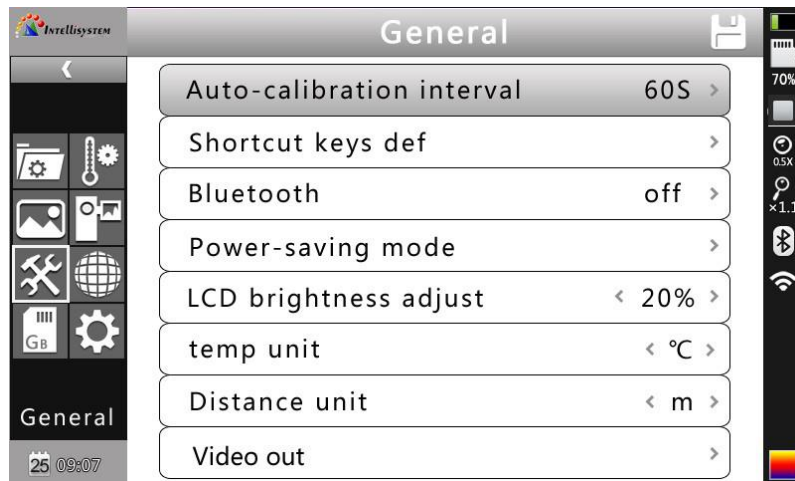 Intellisystem
General
Auto-calibration interval 60S >
Shortcut keys def >
Bluetooth off >
Power-saving mode >
LCD brightness adjust < 20% >
temp unit < ℃ >
Distance unit < m >
Video out >
GB
General
25 09:07
70%
0.5X
×1.1